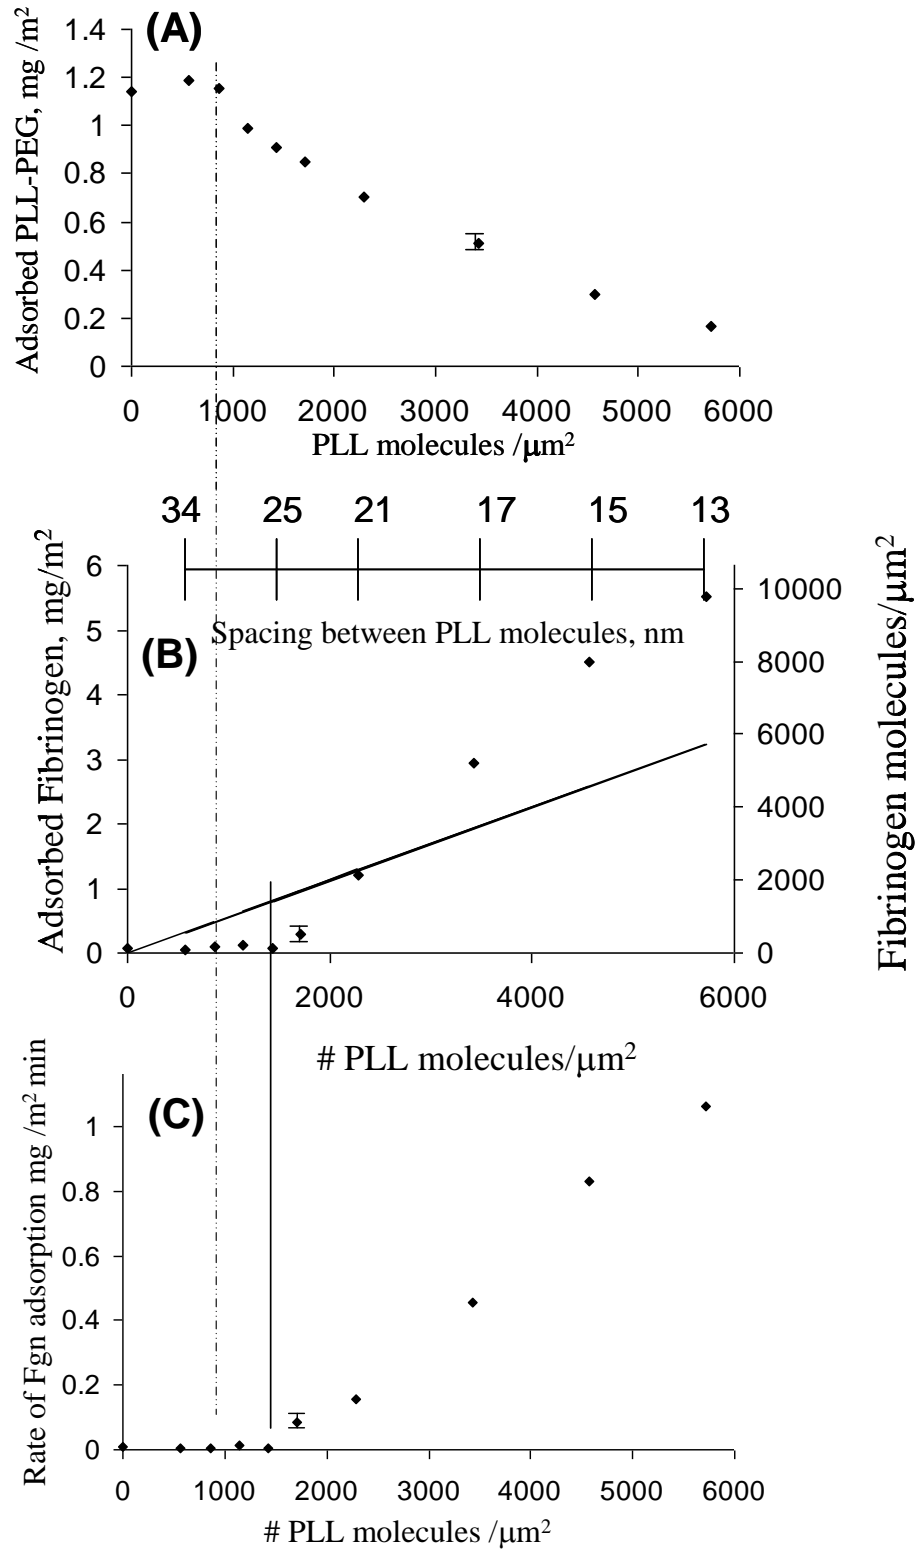 (A)
Adsorbed PLL-PEG, mg /m²
1.4
1.2
1
0.8
0.6
0.4
0.2
0
0 1000 2000 3000 4000 5000 6000
PLL molecules /μm²
34 25 21 17 15 13
Spacing between PLL molecules, nm
(B)
Adsorbed Fibrinogen, mg/m²
6
5
4
3
2
1
0
Fibrinogen molecules/μm²
10000
8000
6000
4000
2000
0
0 2000 4000 6000
# PLL molecules/μm²
(C)
Rate of Fgn adsorption mg /m² min
1
0.8
0.6
0.4
0.2
0
0 1000 2000 3000 4000 5000 6000
# PLL molecules /μm²